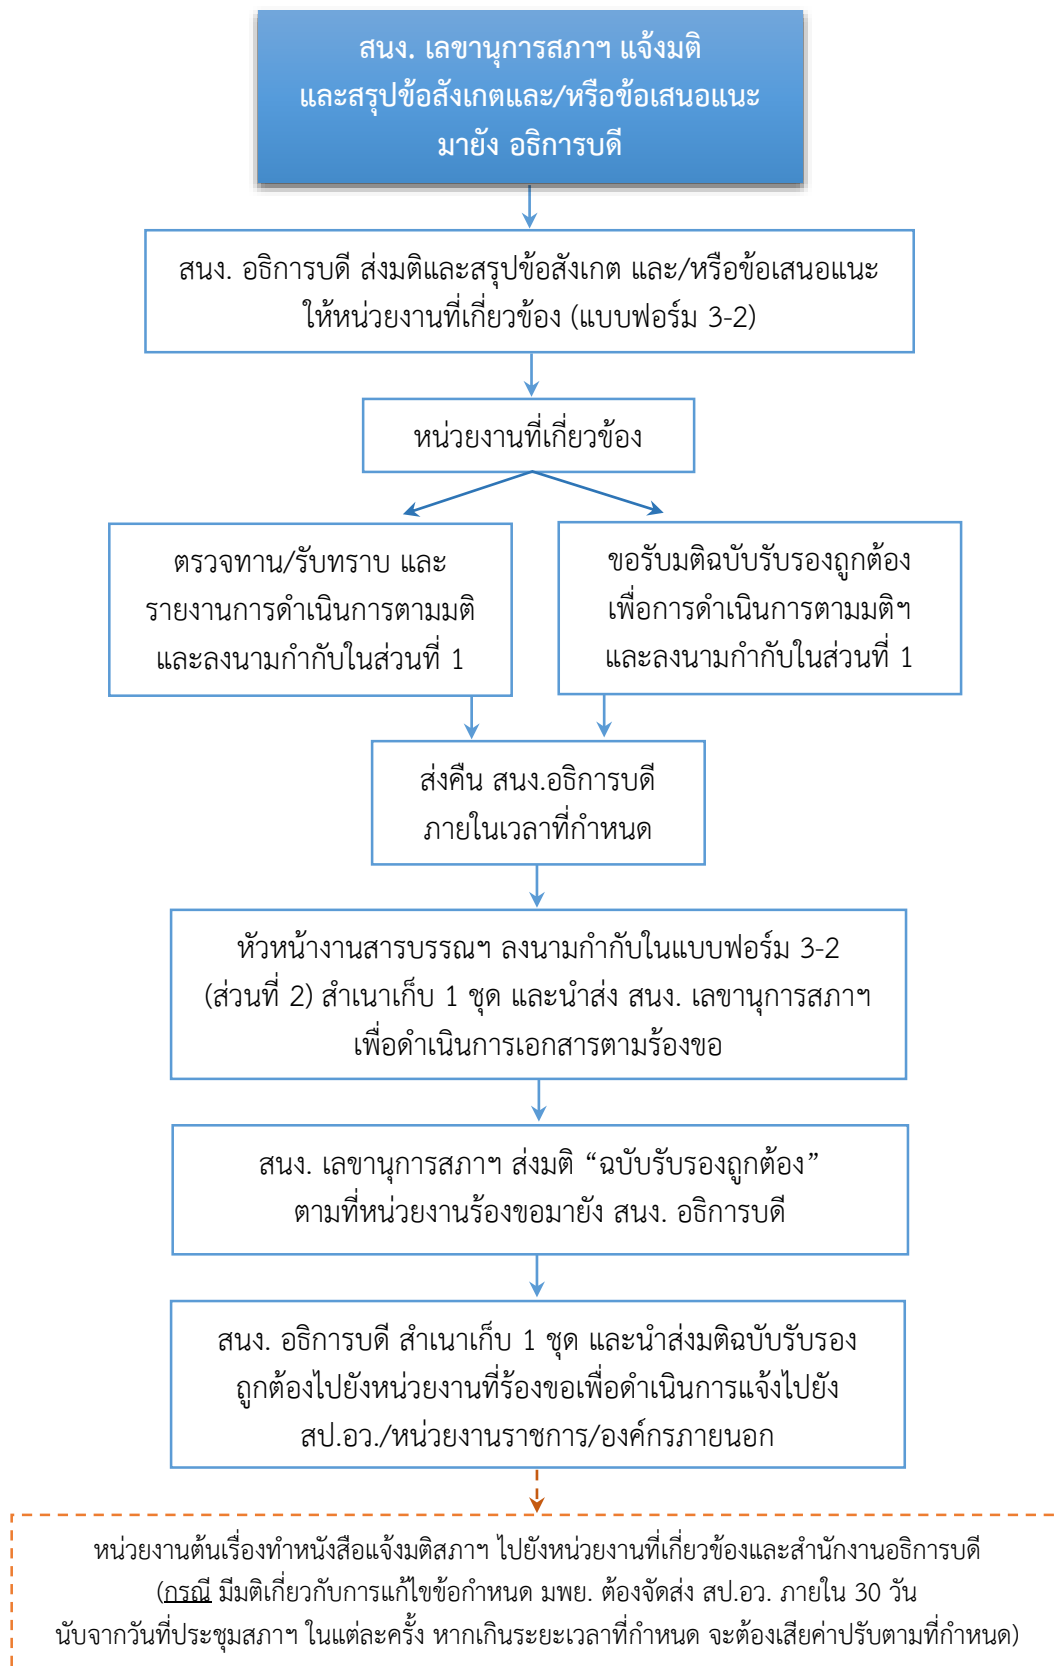 สนง. เลขานุการสภาฯ แจ้งมติ
และสรุปข้อสังเกตและ/หรือข้อเสนอแนะ
มายัง อธิการบดี
สนง. อธิการบดี ส่งมติและสรุปข้อสังเกต และ/หรือข้อเสนอแนะ
ให้หน่วยงานที่เกี่ยวข้อง (แบบฟอร์ม 3-2)
หน่วยงานที่เกี่ยวข้อง
ตรวจทาน/รับทราบ และ
รายงานการดำเนินการตามมติ
และลงนามกำกับในส่วนที่ 1
ขอรับมติฉบับรับรองถูกต้อง
เพื่อการดำเนินการตามมติฯ
และลงนามกำกับในส่วนที่ 1
ส่งคืน สนง.อธิการบดี
ภายในเวลาที่กำหนด
หัวหน้างานสารบรรณฯ ลงนามกำกับในแบบฟอร์ม 3-2
(ส่วนที่ 2) สำเนาเก็บ 1 ชุด และนำส่ง สนง. เลขานุการสภาฯ
เพื่อดำเนินการเอกสารตามร้องขอ
สนง. เลขานุการสภาฯ ส่งมติ “ฉบับรับรองถูกต้อง”
ตามที่หน่วยงานร้องขอมายัง สนง. อธิการบดี
สนง. อธิการบดี สำเนาเก็บ 1 ชุด และนำส่งมติฉบับรับรอง
ถูกต้องไปยังหน่วยงานที่ร้องขอเพื่อดำเนินการแจ้งไปยัง
สป.อว./หน่วยงานราชการ/องค์กรภายนอก
หน่วยงานต้นเรื่องทำหนังสือแจ้งมติสภาฯ ไปยังหน่วยงานที่เกี่ยวข้องและสำนักงานอธิการบดี
(กรณี มีมติเกี่ยวกับการแก้ไขข้อกำหนด มพย. ต้องจัดส่ง สป.อว. ภายใน 30 วัน
นับจากวันที่ประชุมสภาฯ ในแต่ละครั้ง หากเกินระยะเวลาที่กำหนด จะต้องเสียค่าปรับตามที่กำหนด)